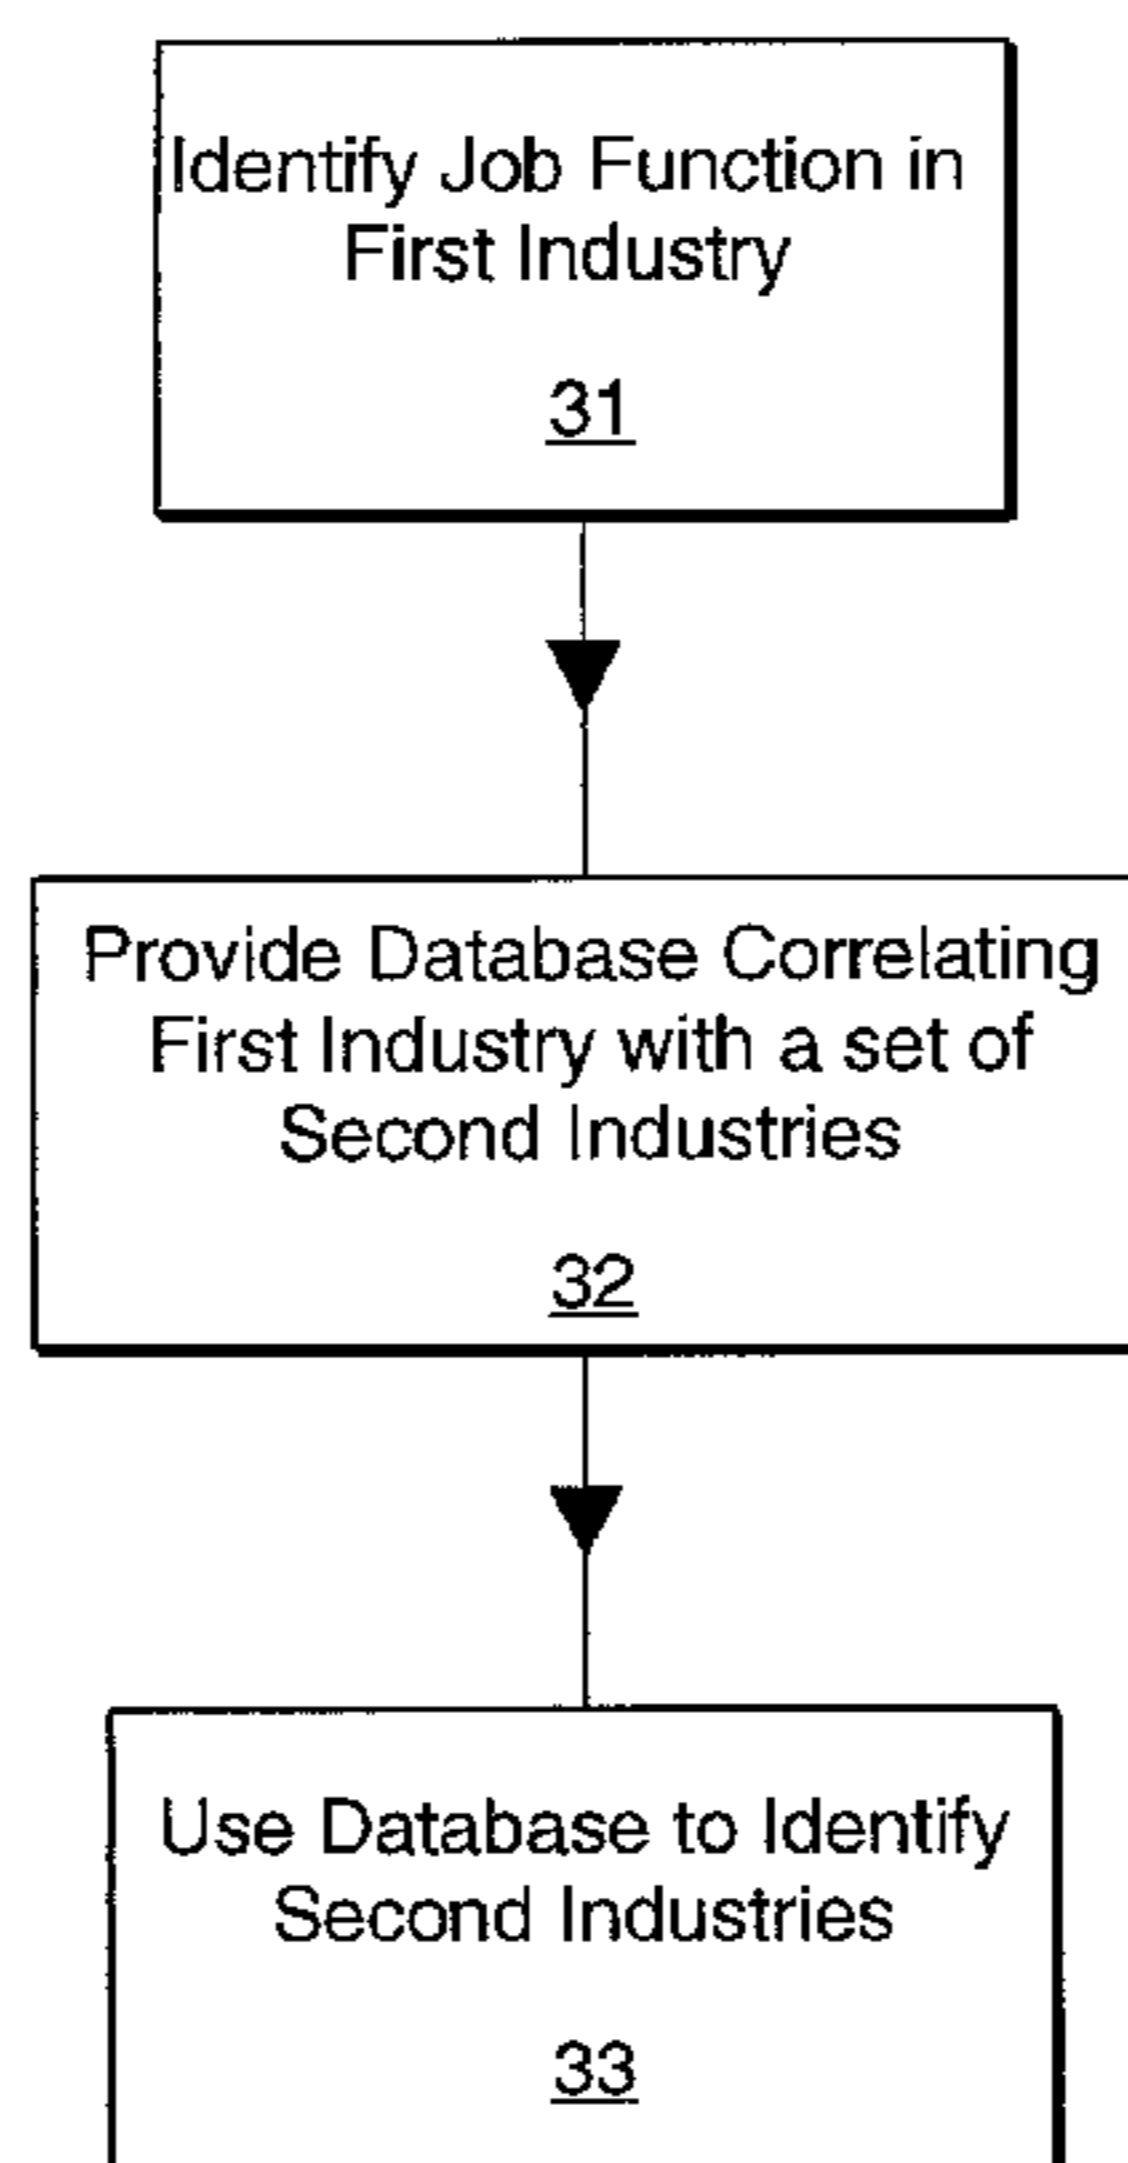 Identify Job Function in
First Industry
31
Provide Database Correlating
First Industry with a set of
Second Industries
32
Use Database to Identify
Second Industries
33